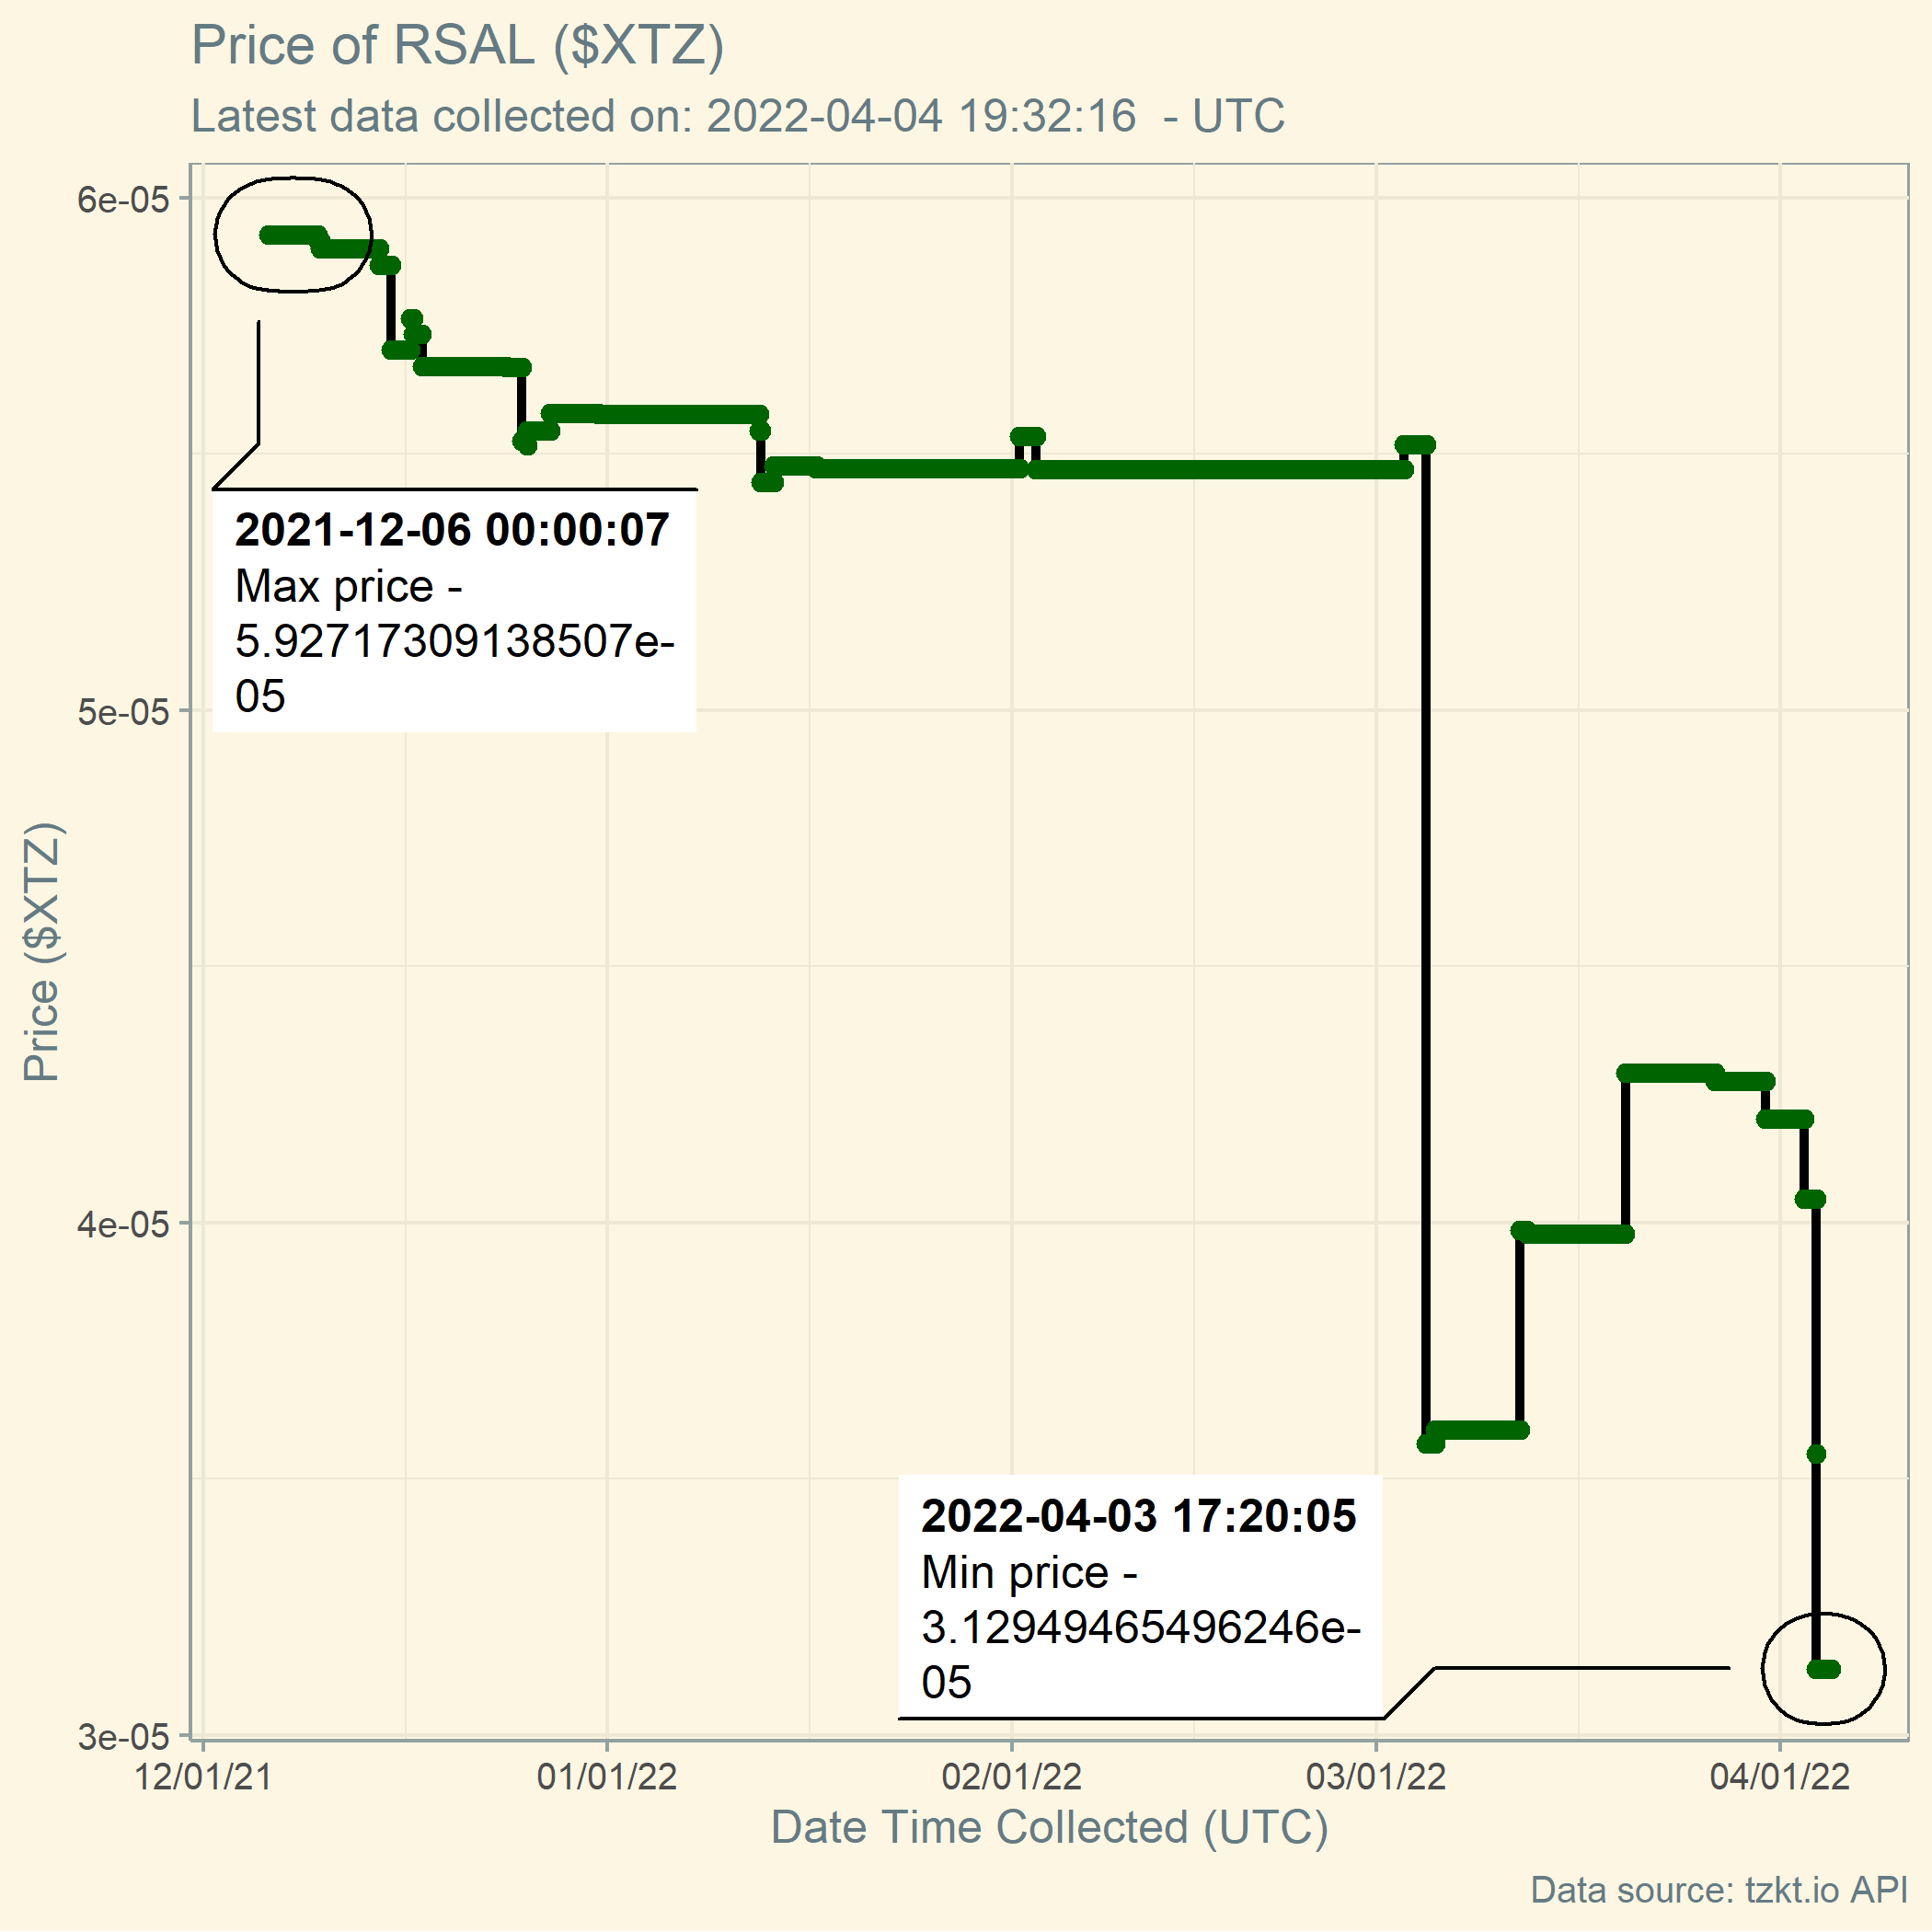 Price of RSAL ($XTZ)
Latest data collected on: 2022-04-04 19:32:16  - UTC
6e-05
5e-05
4e-05
3e-05
Price ($XTZ)
2021-12-06 00:00:07
Max price -
5.92717309138507e-
05
2022-04-03 17:20:05
Min price -
3.12949465496246e-
05
12/01/21
01/01/22
02/01/22
03/01/22
04/01/22
Date Time Collected (UTC)
Data source: tzkt.io API